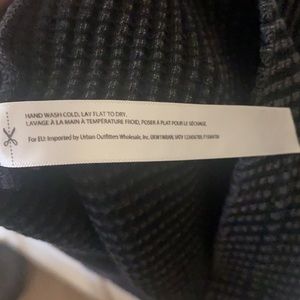 HAND WASH COLD, LAY FLAT TO DRY.
LAVAGE À LA MAIN À TEMPÉRATURE FROID, POSER À PLAT POUR LE SÉCHAGE.
For EU: Imported by Urban Outfitters Wholesale, Inc.